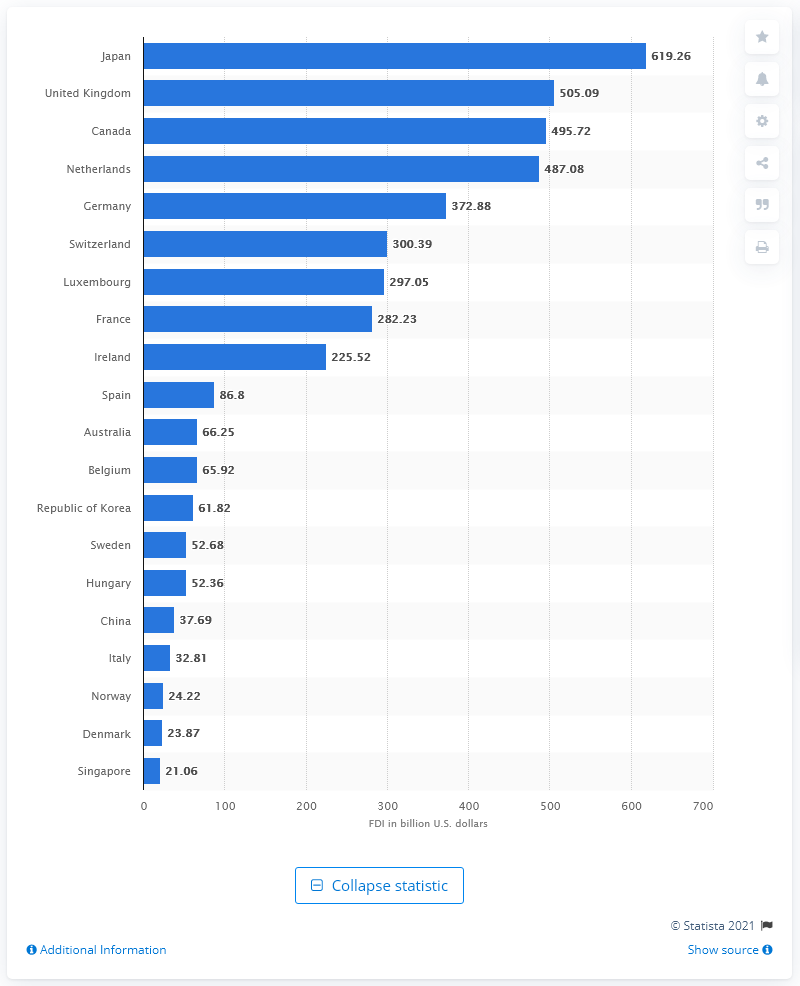 Japan 619.26
United Kingdom 505.09
Canada 495.72
Netherlands 487.08
Germany 372.88
Switzerland 300.39
Luxembourg 297.05
France 282.23
Ireland 225.52
Spain 86.8
Australia 66.25
Belgium 65.92
Republic of Korea 61.82
Sweden 52.68
Hungary 52.36
China 37.69
Italy 32.81
Norway 24.22
Denmark 23.87
Singapore 21.06
0 100 200 300 400 500 600 700
FDI in billion U.S. dollars
Collapse statistic
© Statista 2021
Additional Information Show source